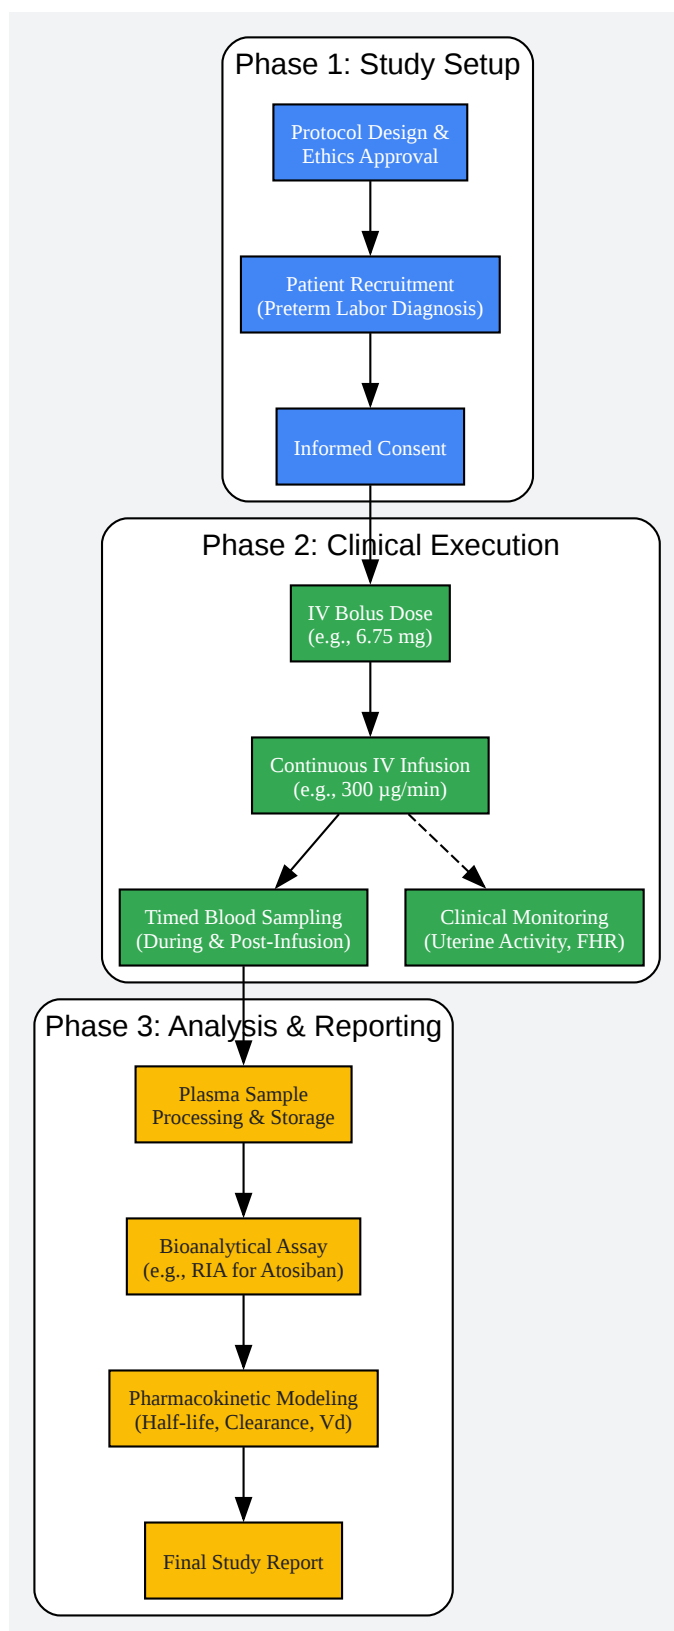 Phase 1: Study Setup
Protocol Design &
Ethics Approval
Patient Recruitment
(Preterm Labor Diagnosis)
Informed Consent
Phase 2: Clinical Execution
IV Bolus Dose
(e.g., 6.75 mg)
Continuous IV Infusion
(e.g., 300 µg/min)
Timed Blood Sampling
(During & Post-Infusion)
Clinical Monitoring
(Uterine Activity, FHR)
Phase 3: Analysis & Reporting
Plasma Sample
Processing & Storage
Bioanalytical Assay
(e.g., RIA for Atosiban)
Pharmacokinetic Modeling
(Half-life, Clearance, Vd)
Final Study Report